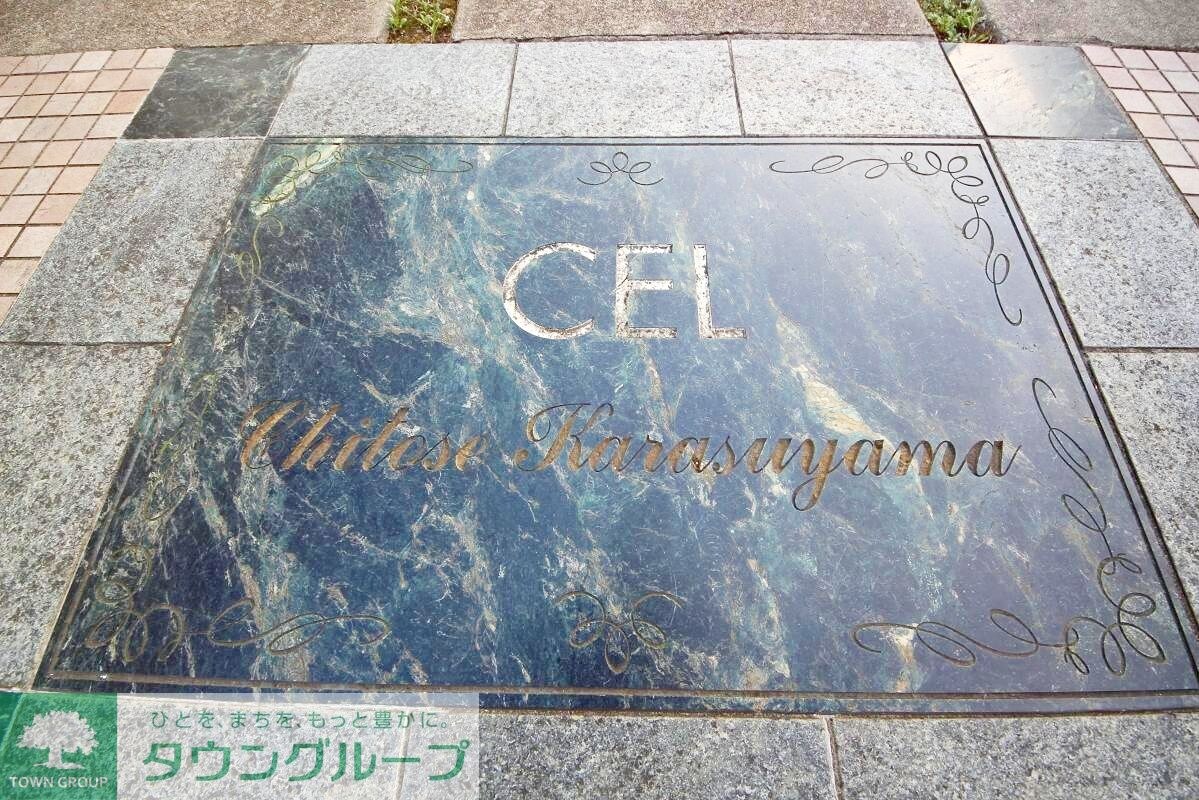 CEL
Chitose Karasuyama
ひとを、まちを、もっと豊かに。
タウングループ
TOWN GROUP